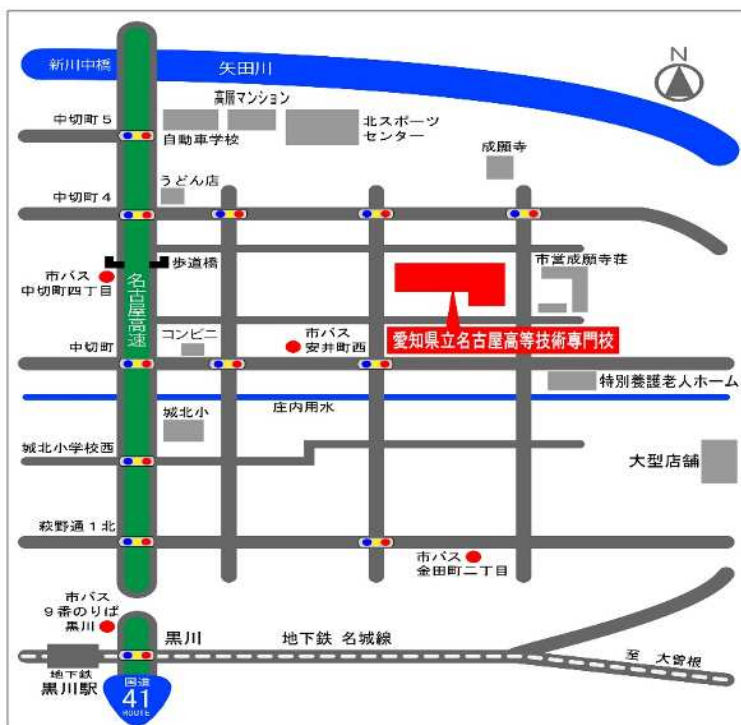 新川中橋
矢田川
N
高層マンション
中切町5
自動車学校
北スポーツ
センター
成願寺
うどん店
中切町4
歩道橋
市バス
中切町四丁目
名古屋高速
市営成願寺荘
コンビニ
市バス
安井町西
愛知県立名古屋高等技術専門校
中切町
特別養護老人ホーム
庄内用水
城北小
城北小学校西
大型店舗
萩野通1北
市バス
金田町二丁目
市バス
9番のりば
黒川
黒川
地下鉄 名城線
至 大曽根
地下鉄
黒川駅
国道
41
ROUTE